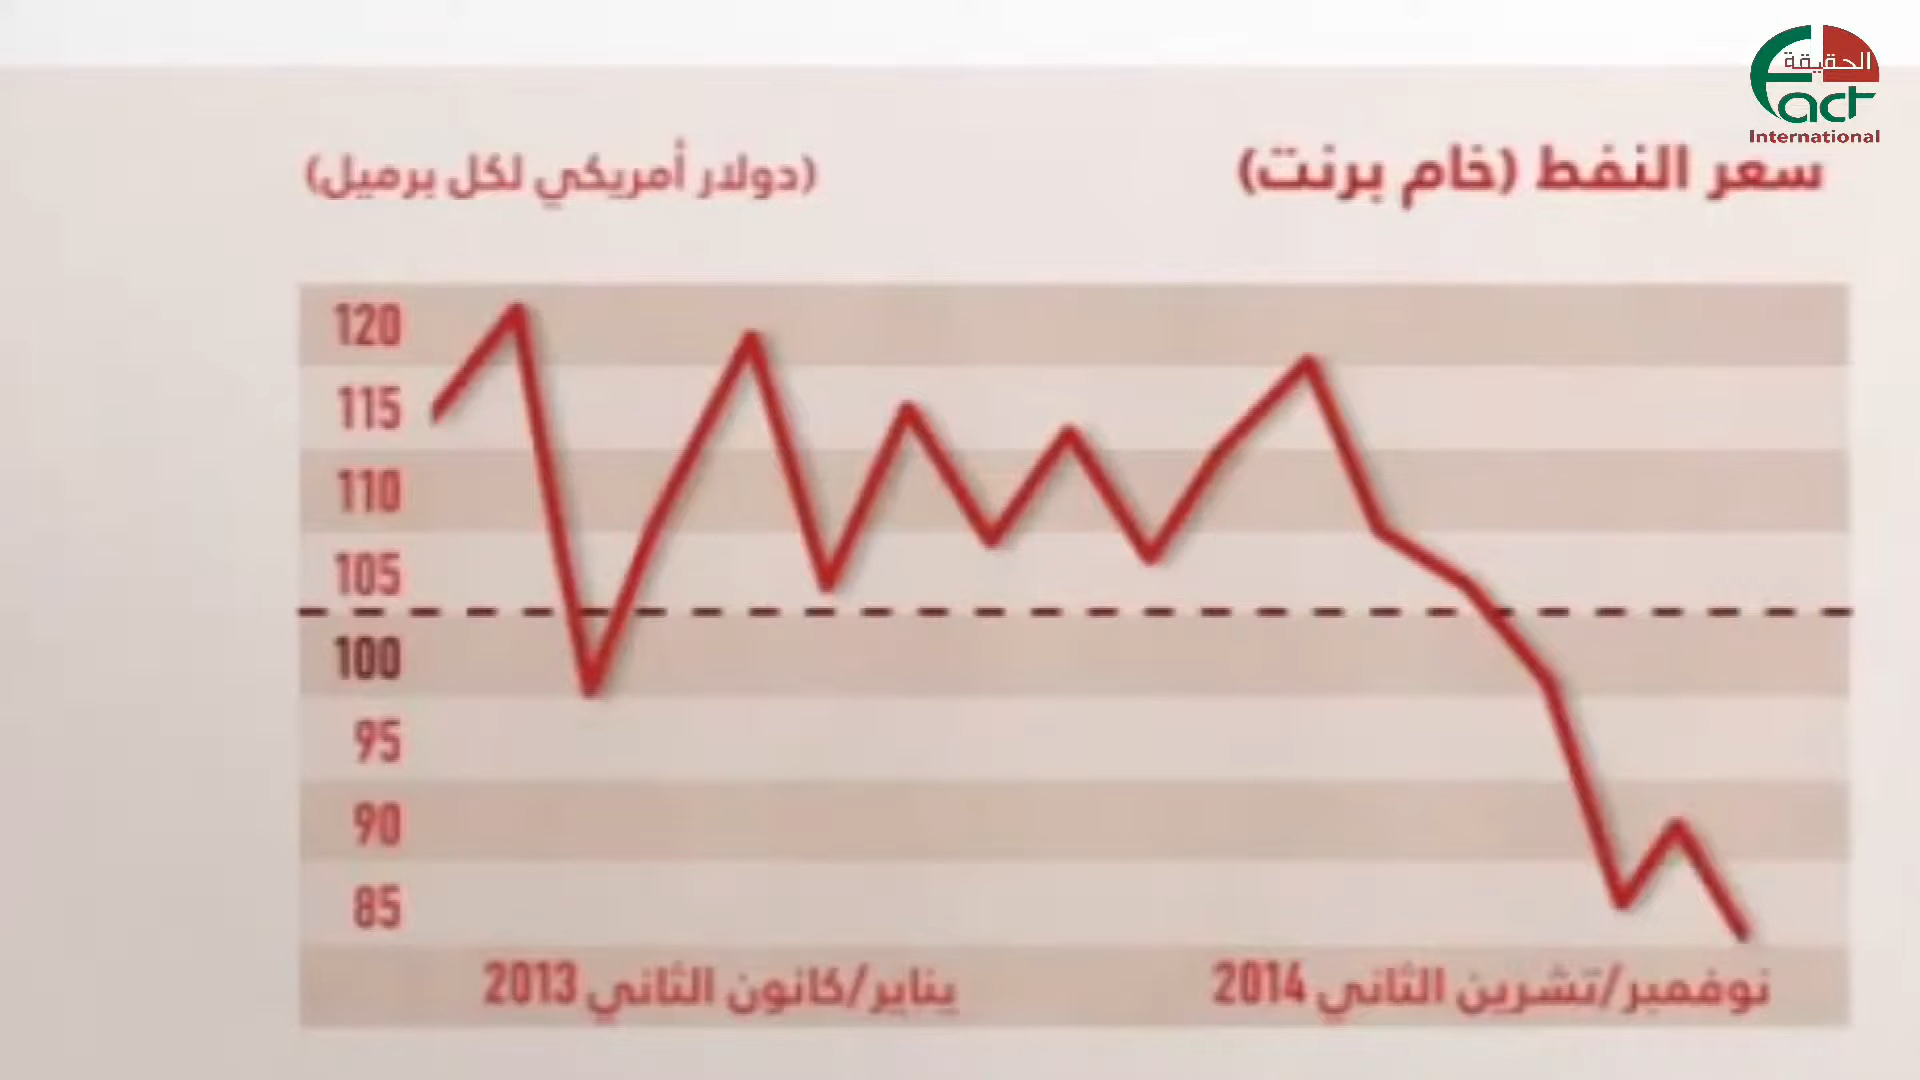 الحقيقة
Fact
International
سعر النفط (خام برنت)
(دولار أمريكي لكل برميل)
120
115
110
105
100
95
90
85
يناير/كانون الثاني 2013
نوفمبر/تشرين الثاني 2014